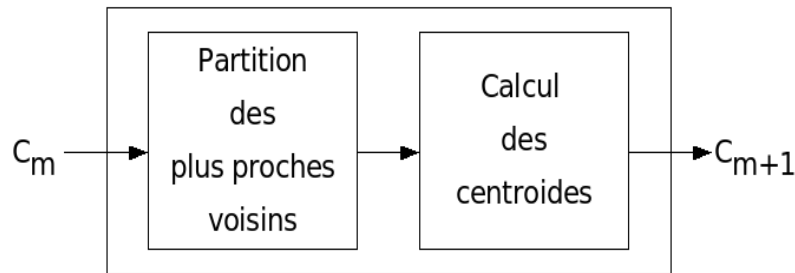 C_m
Partition
des
plus proches
voisins
Calcul
des
centroides
C_m+1